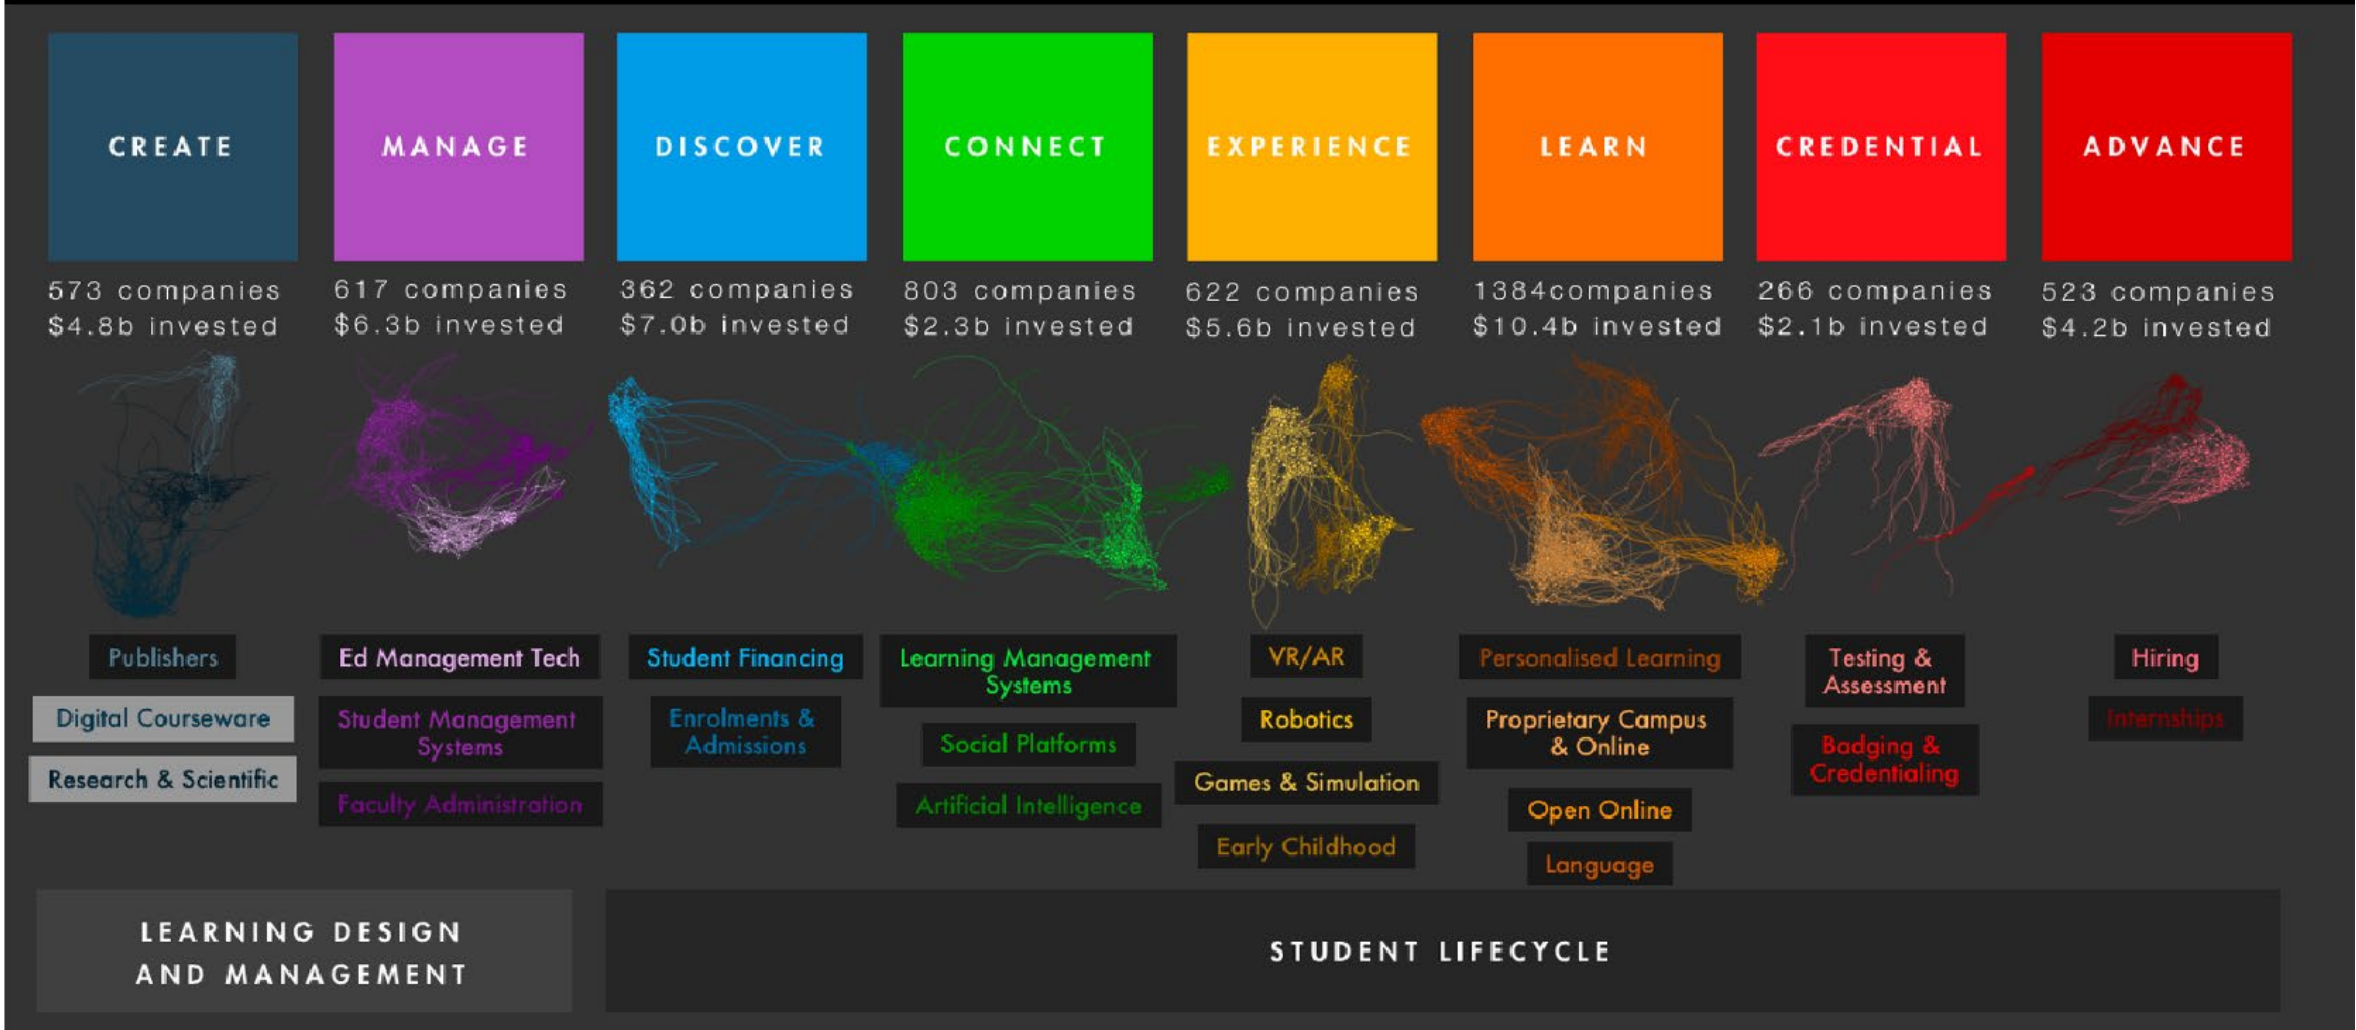 CREATE
MANAGE
DISCOVER
CONNECT
EXPERIENCE
LEARN
CREDENTIAL
ADVANCE
573 companies
$4.8b invested
617 companies
$6.3b invested
362 companies
$7.0b invested
803 companies
$2.3b invested
622 companies
$5.6b invested
1384companies
$10.4b invested
266 companies
$2.1b invested
523 companies
$4.2b invested
Publishers
Digital Courseware
Research & Scientific
Ed Management Tech
Student Management
Systems
Faculty Administration
Student Financing
Enrolments &
Admissions
Learning Management
Systems
Social Platforms
Artificial Intelligence
VR/AR
Robotics
Games & Simulation
Early Childhood
Personalised Learning
Proprietary Campus
& Online
Open Online
Language
Testing &
Assessment
Badging &
Credentialing
Hiring
Internships
LEARNING DESIGN
AND MANAGEMENT
STUDENT LIFECYCLE